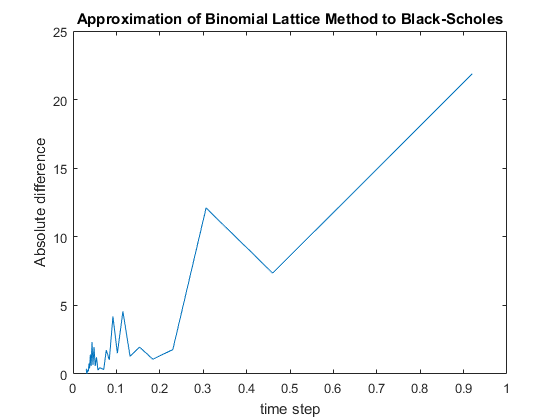 Approximation of Binomial Lattice Method to Black-Scholes
25
20
15
10
5
0
Absolute difference
0 0.1 0.2 0.3 0.4 0.5 0.6 0.7 0.8 0.9 1
time step